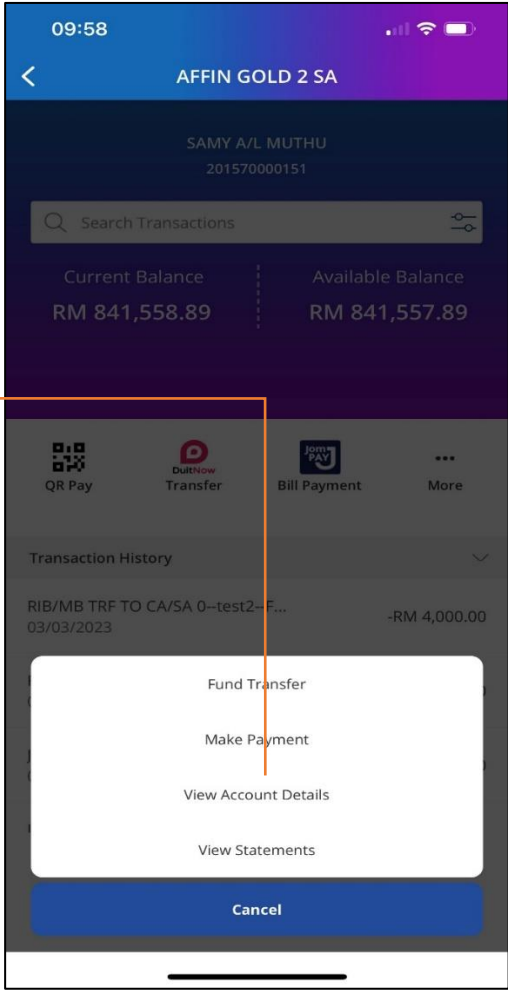 09:58
AFFIN GOLD 2 SA
SAMY A/L MUTHU
201570000151
Search Transactions
Current Balance Available Balance
RM 841,558.89 RM 841,557.89
DuitNow JomPAY
QR Pay Transfer Bill Payment More
Transaction History
RIB/MB TRF TO CA/SA 0--test2--F... -RM 4,000.00
03/03/2023
Fund Transfer
Make Payment
View Account Details
View Statements
Cancel